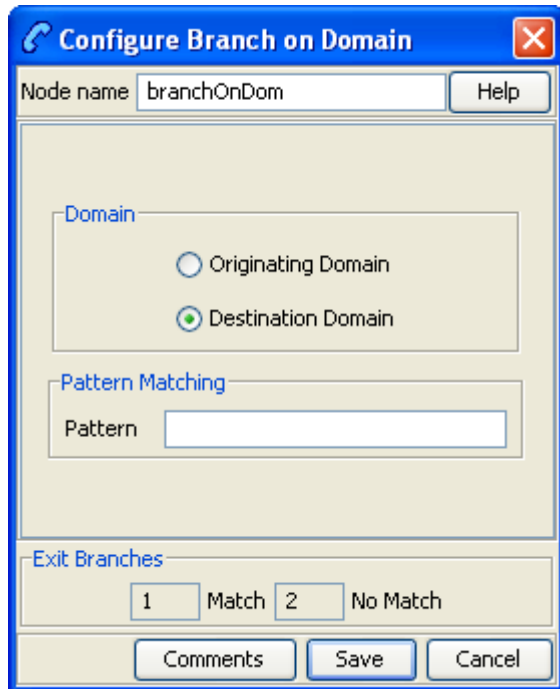 Configure Branch on Domain
Node name branchOnDom Help
Domain
Originating Domain
Destination Domain
Pattern Matching
Pattern
Exit Branches
1 Match 2 No Match
Comments Save Cancel